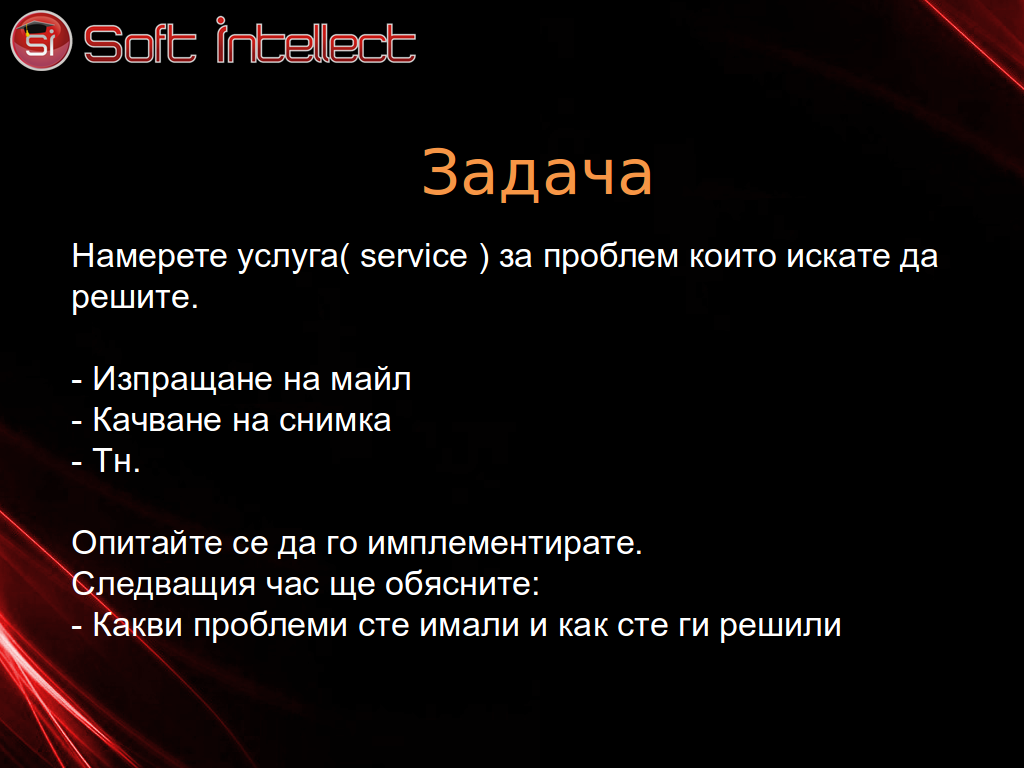 Si Soft Intellect
Задача
Намерете услуга( service ) за проблем които искате да
решите.
- Изпращане на майл
- Качване на снимка
- Тн.
Опитайте се да го имплементирате.
Следващия час ще обясните:
- Какви проблеми сте имали и как сте ги решили